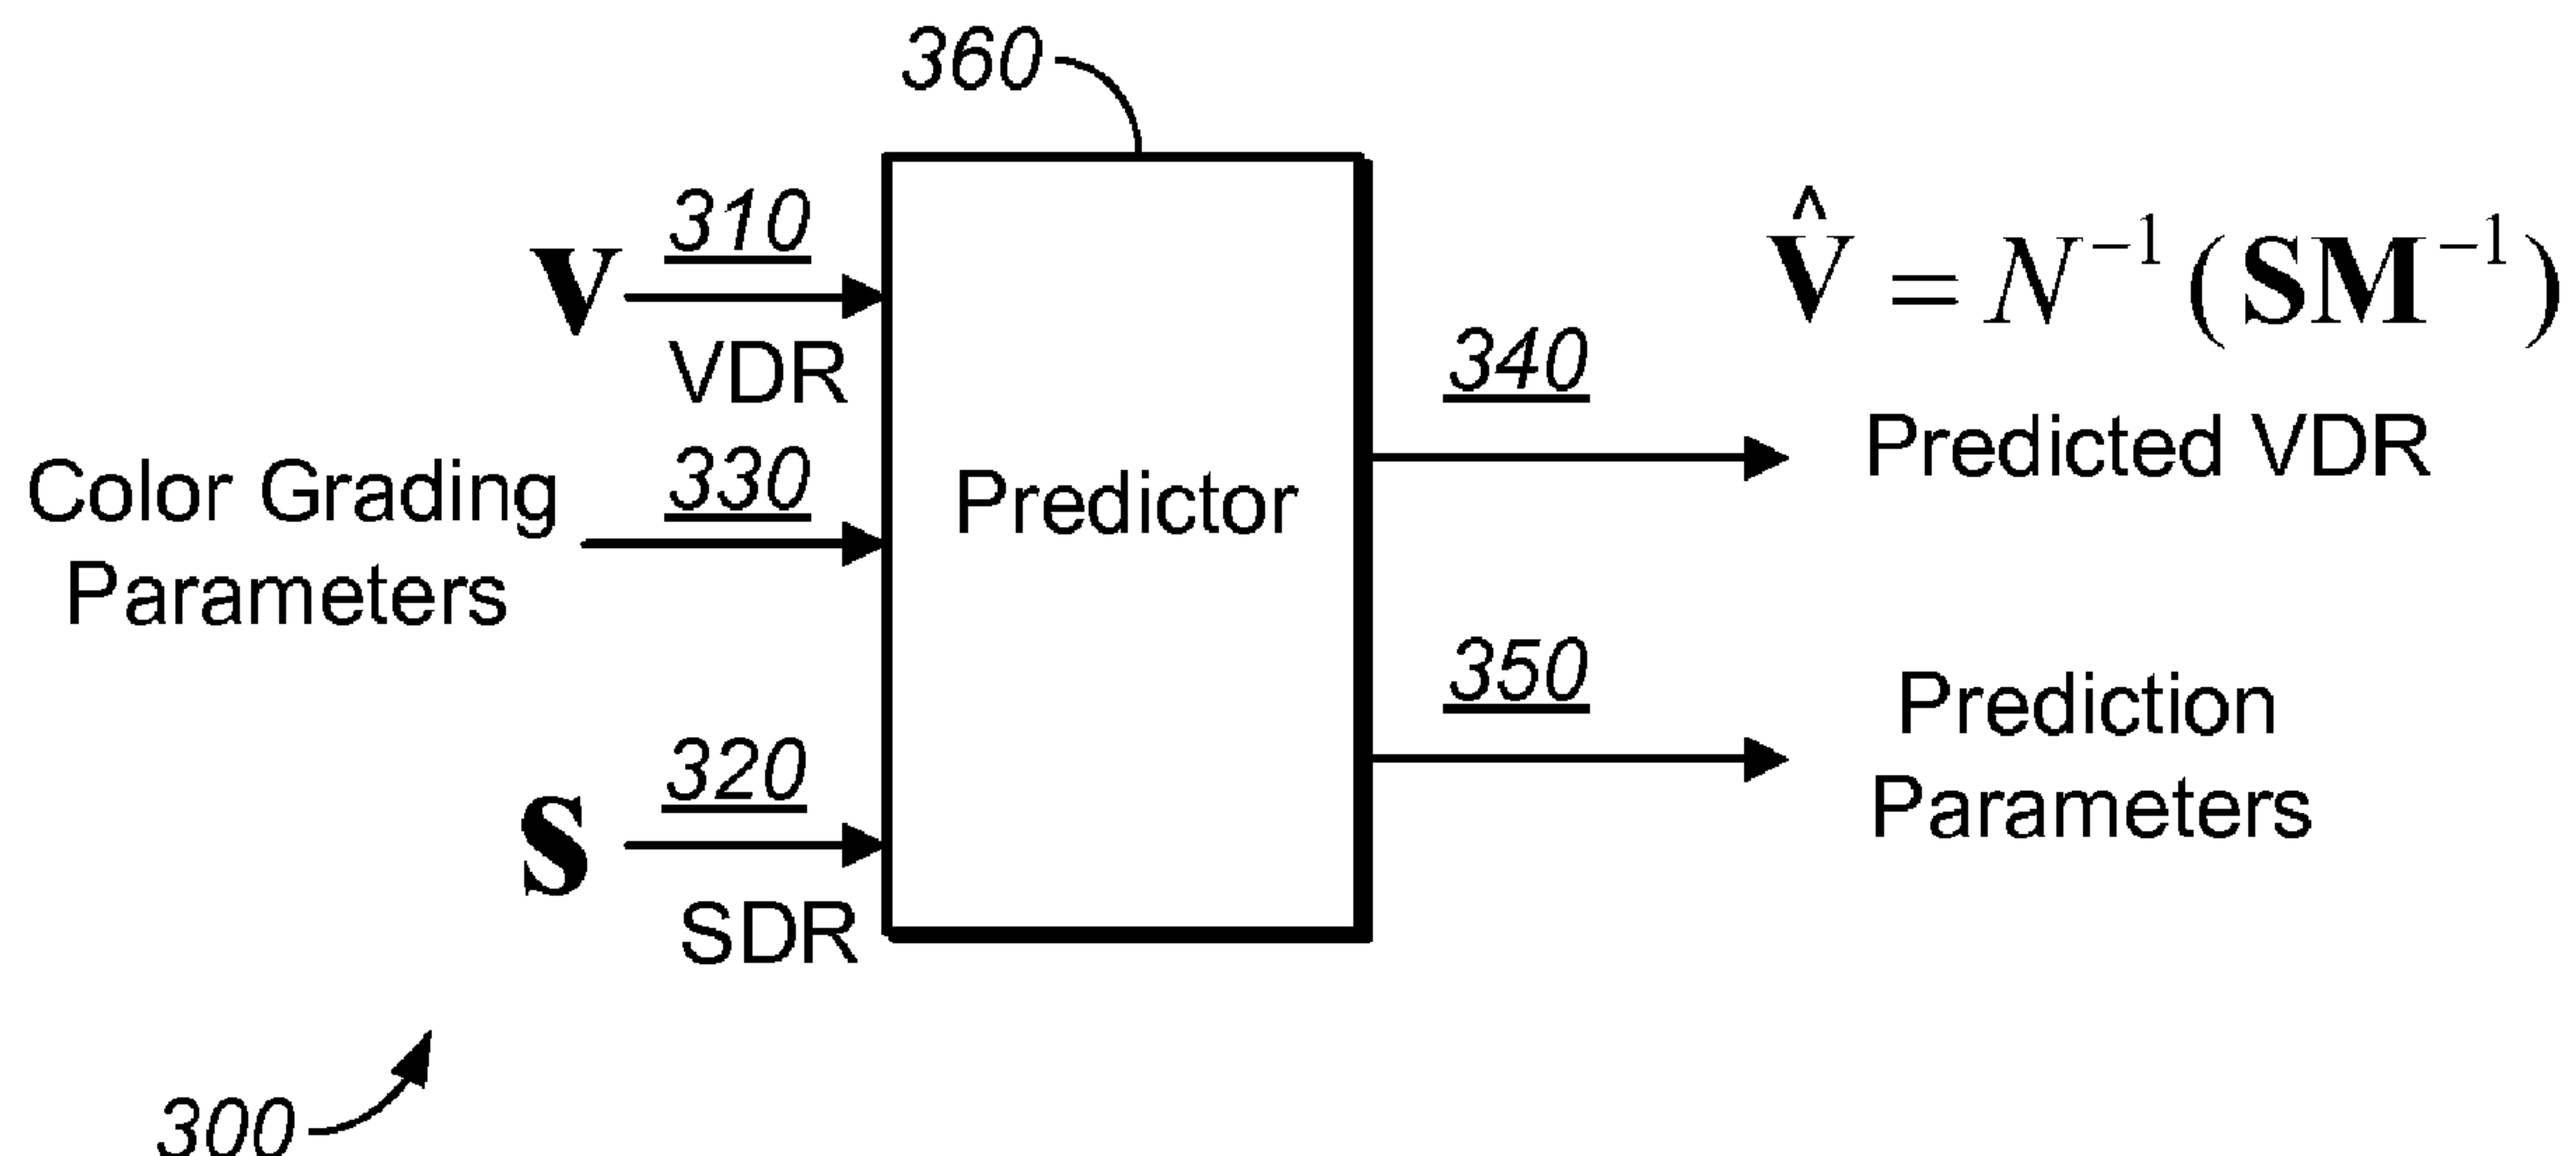 360
310
V
VDR
330
Color Grading
Parameters
320
S
SDR
Predictor
340
V̂ = N⁻¹ (SM⁻¹)
Predicted VDR
350
Prediction
Parameters
300